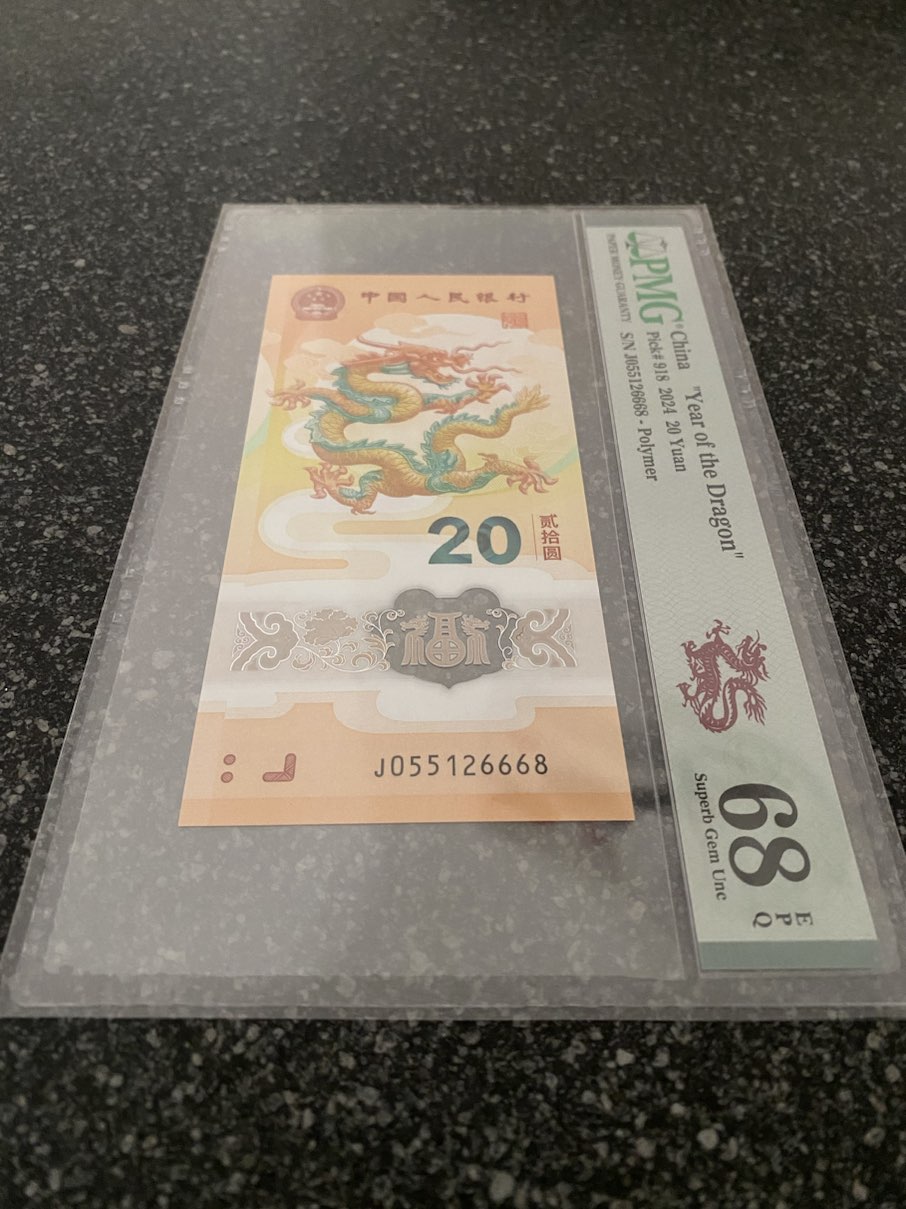 中国人民银行
20
贰拾圆
福
J055126668
PMG®
PAPER MONEY GUARANTY
China "Year of the Dragon"
Pick# 918 2024 20 Yuan
S/N J055126668 - Polymer
68
EPQ
Superb Gem Unc